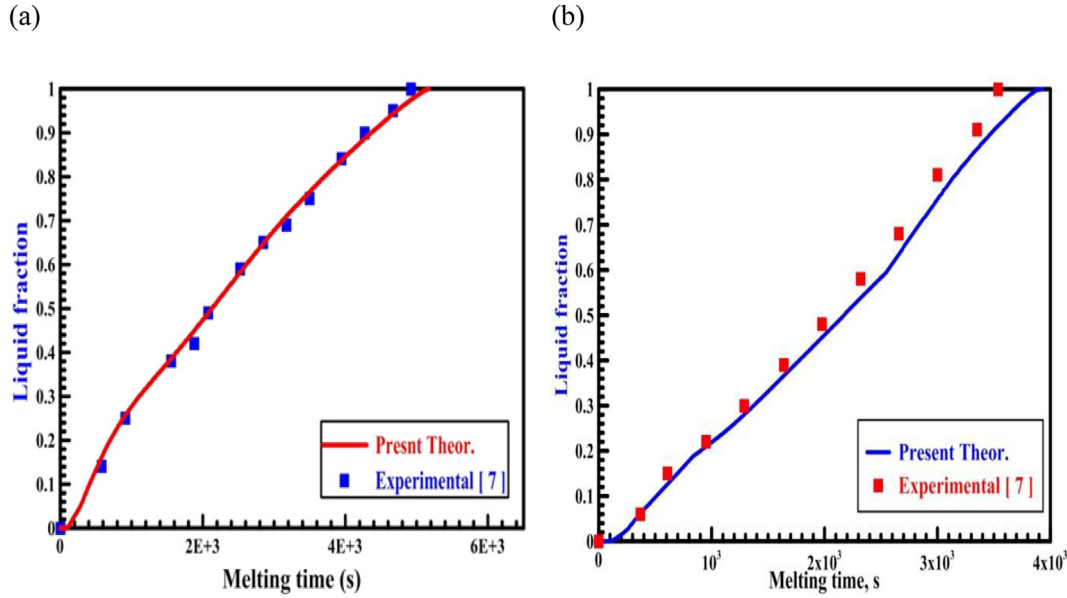 (a)
(b)
1
0.9
0.8
0.7
0.6
0.5
0.4
0.3
0.2
0.1
0
Liquid fraction
Presnt Theor.
Experimental [ 7 ]
0
2E+3
4E+3
6E+3
Melting time (s)
1
0.9
0.8
0.7
0.6
0.5
0.4
0.3
0.2
0.1
0
Liquid fraction
Present Theor.
Experimental [ 7 ]
0
10³
2x10³
3x10³
4x10³
Melting time, s